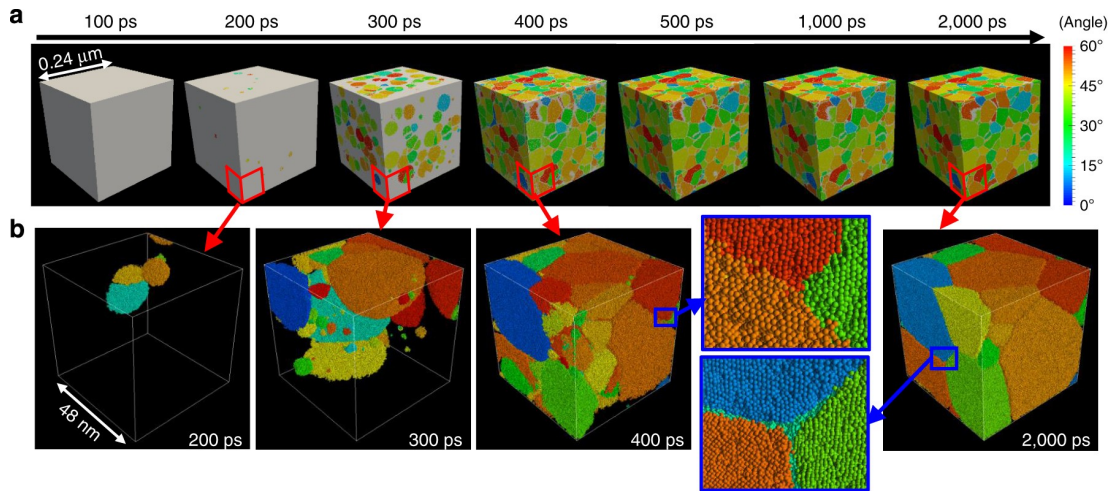 a
100 ps 200 ps 300 ps 400 ps 500 ps 1,000 ps 2,000 ps
(Angle)
0.24 μm
60°
45°
30°
15°
0°
b
48 nm
200 ps
300 ps
400 ps
2,000 ps